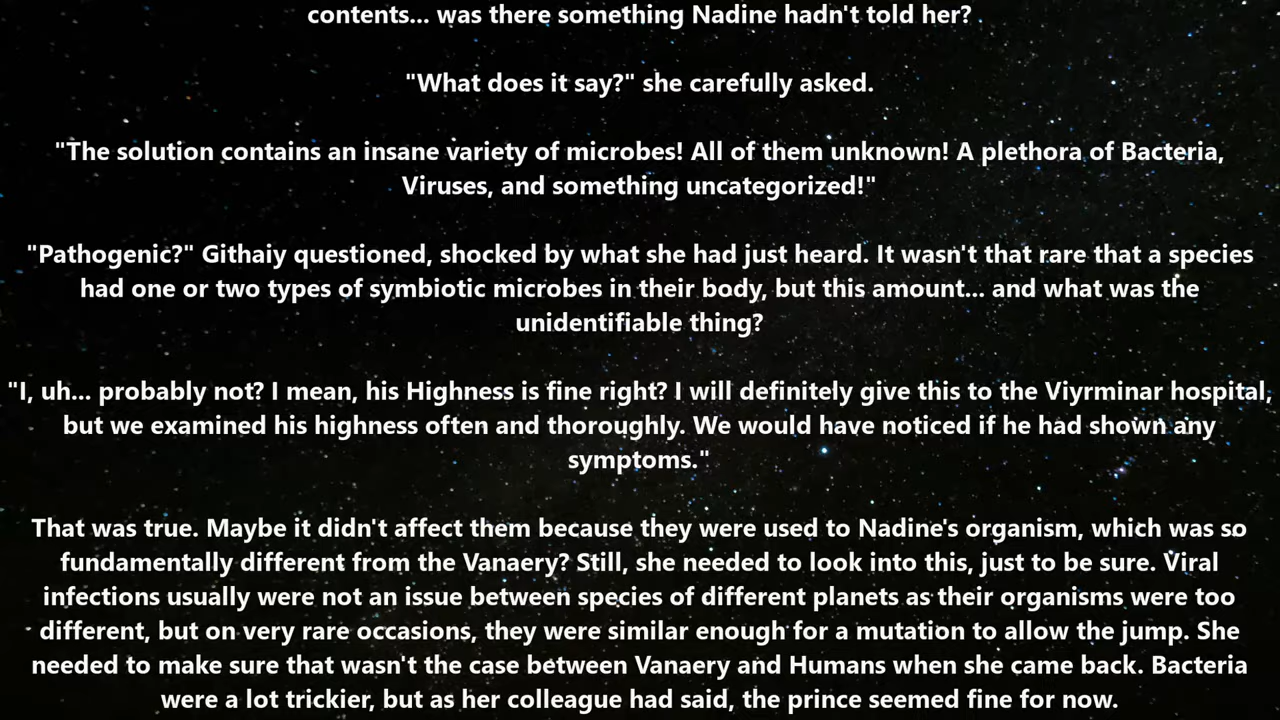 contents... was there something Nadine hadn't told her?
"What does it say?" she carefully asked.
"The solution contains an insane variety of microbes! All of them unknown! A plethora of Bacteria,
Viruses, and something uncategorized!"
"Pathogenic?" Githaiy questioned, shocked by what she had just heard. It wasn't that rare that a species
had one or two types of symbiotic microbes in their body, but this amount... and what was the
unidentifiable thing?
"I, uh... probably not? I mean, his Highness is fine right? I will definitely give this to the Viyrminar hospital,
but we examined his highness often and thoroughly. We would have noticed if he had shown any
symptoms."
That was true. Maybe it didn't affect them because they were used to Nadine's organism, which was so
fundamentally different from the Vanaery? Still, she needed to look into this, just to be sure. Viral
infections usually were not an issue between species of different planets as their organisms were too
different, but on very rare occasions, they were similar enough for a mutation to allow the jump. She
needed to make sure that wasn't the case between Vanaery and Humans when she came back. Bacteria
were a lot trickier, but as her colleague had said, the prince seemed fine for now.